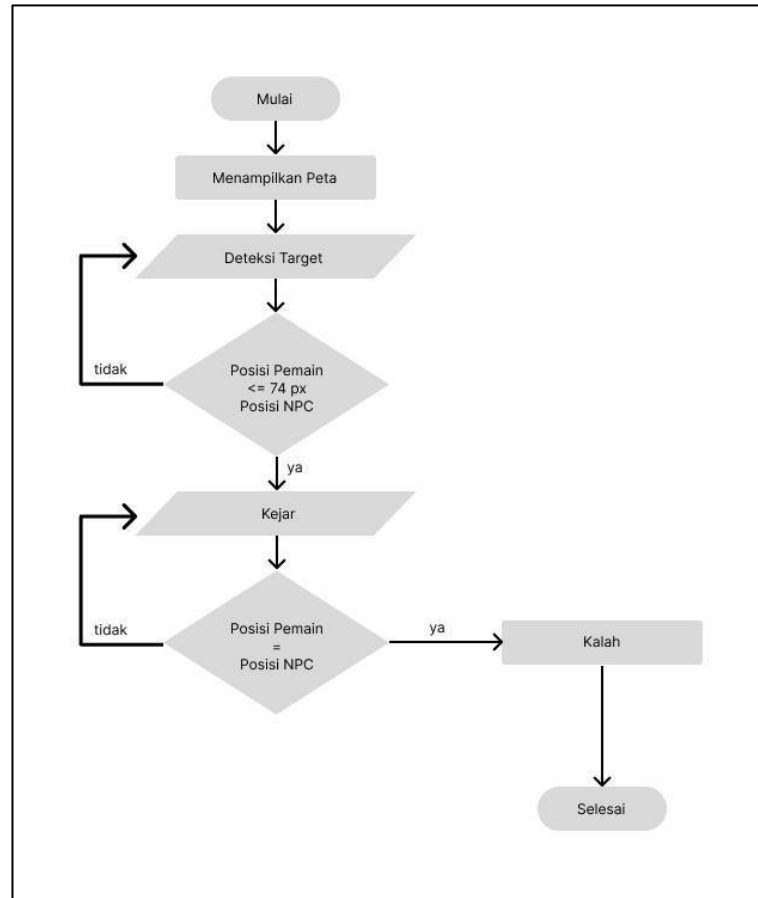 Mulai
Menampilkan Peta
Deteksi Target
tidak
Posisi Pemain
<= 74 px
Posisi NPC
ya
Kejar
tidak
Posisi Pemain
=
Posisi NPC
ya
Kalah
Selesai